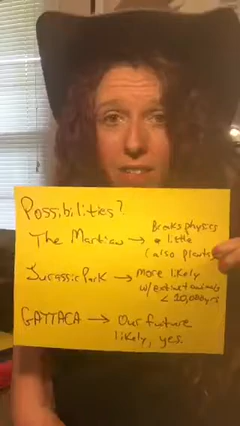 Possibilities?
The Martian → Breaks physics
a little
(also plants)
Jurassic Park → More likely
w/ extinct animals
< 10,000 yrs
GATTACA → Our future
likely, yes.